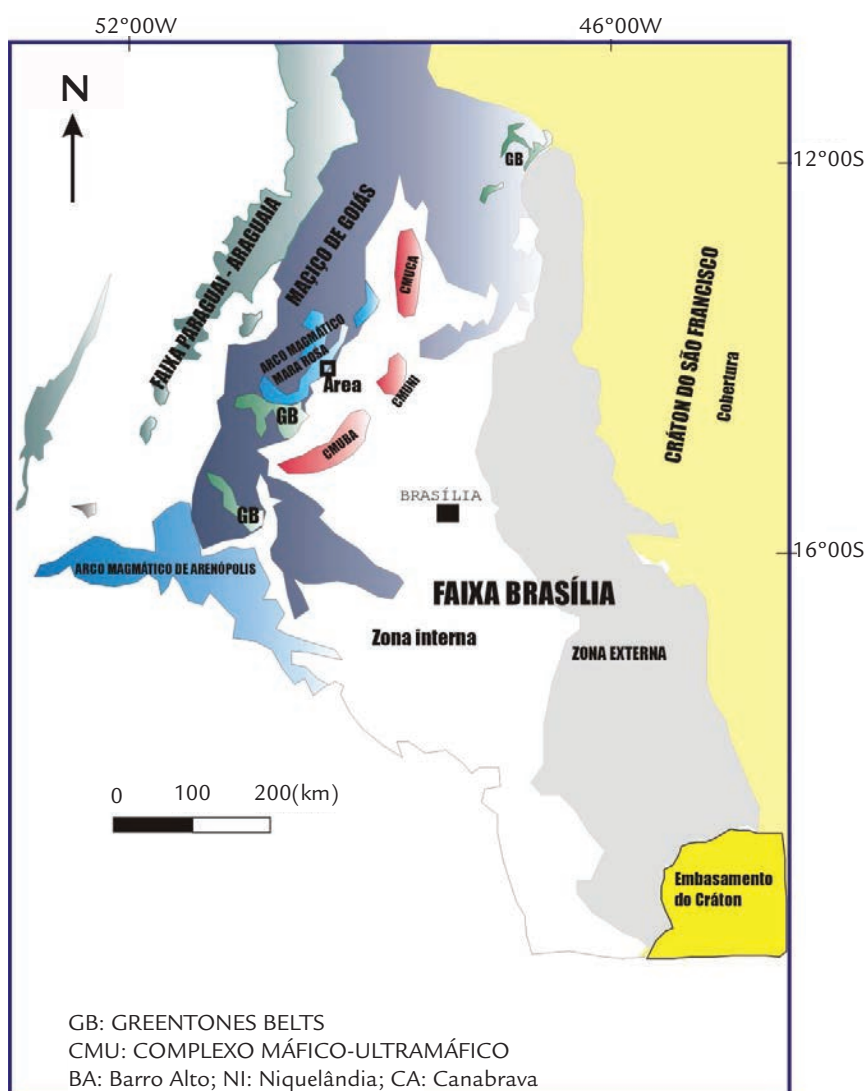 52°00W
46°00W
N
12°00S
GB
FAIXA PARAGUAI - ARAGUAIA
MACIÇO DE GOIÁS
CMUCA
CRÁTON DO SÃO FRANCISCO
Cobertura
ARCO MAGMÁTICO
MARA ROSA
Área
CMUNI
GB
CMUBA
BRASÍLIA
GB
16°00S
ARCO MAGMÁTICO DE ARENÓPOLIS
FAIXA BRASÍLIA
Zona interna
ZONA EXTERNA
0 100 200(km)
Embasamento
do Cráton
GB: GREENTONES BELTS
CMU: COMPLEXO MÁFICO-ULTRAMÁFICO
BA: Barro Alto; NI: Niquelândia; CA: Canabrava